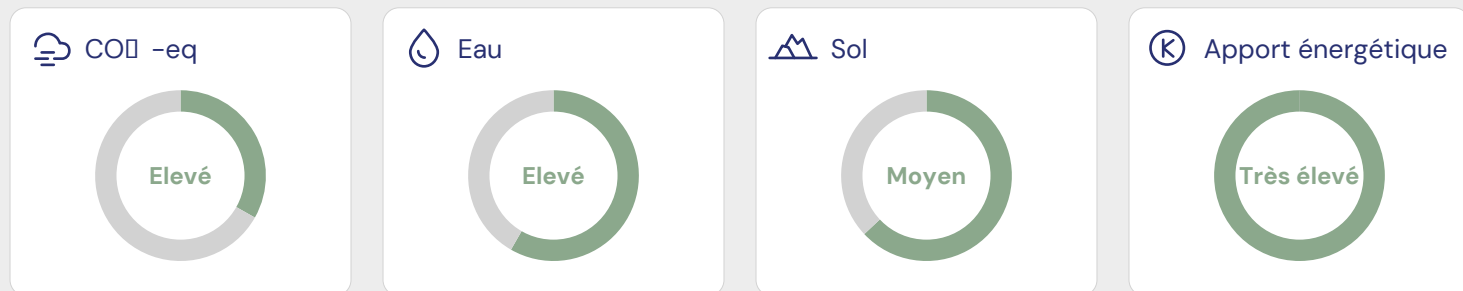 CO▯ -eq
Eau
Sol
Apport énergétique
Elevé
Elevé
Moyen
Très élevé